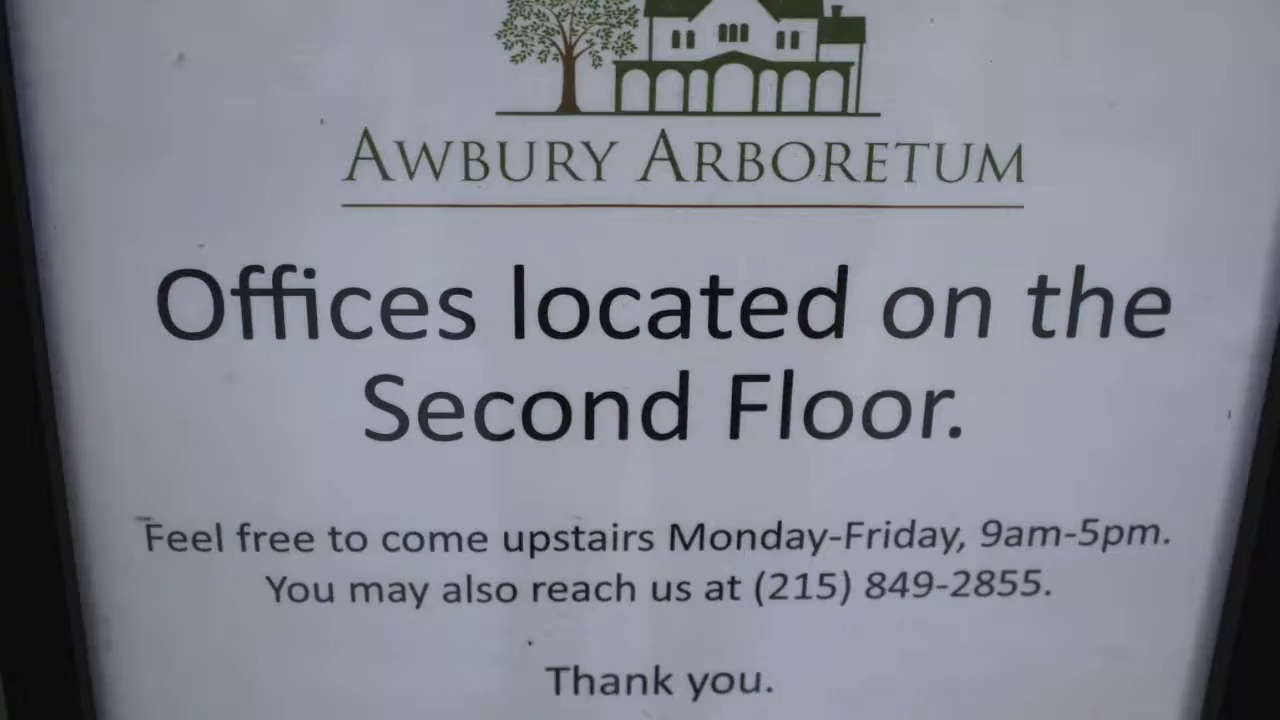 AWBURY ARBORETUM
Offices located on the
Second Floor.
Feel free to come upstairs Monday-Friday, 9am-5pm.
You may also reach us at (215) 849-2855.
Thank you.